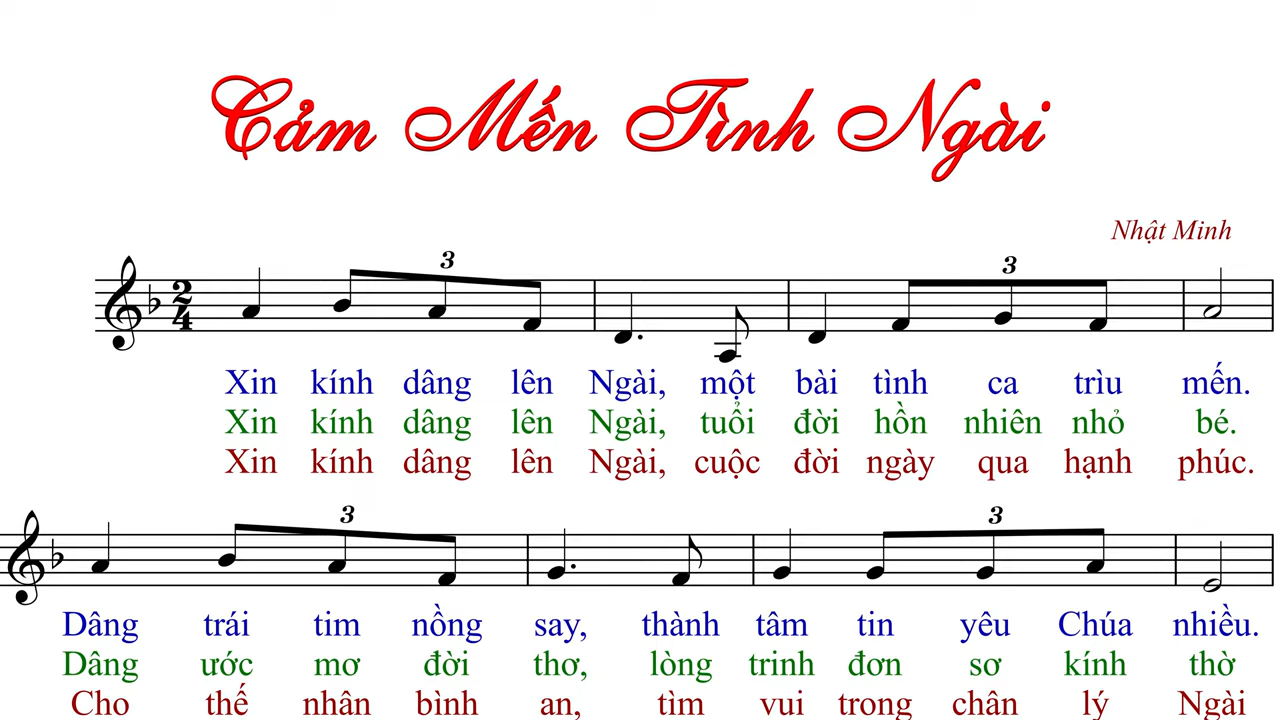 Cảm Mến Tình Ngài
Nhật Minh
3 3
2
4
Xin kính dâng lên Ngài, một bài tình ca trìu mến.
Xin kính dâng lên Ngài, tuổi đời hồn nhiên nhỏ bé.
Xin kính dâng lên Ngài, cuộc đời ngày qua hạnh phúc.
3 3
Dâng trái tim nồng say, thành tâm tin yêu Chúa nhiều.
Dâng ước mơ đời thơ, lòng trinh đơn sơ kính thờ
Cho thế nhân bình an, tìm vui trong chân lý Ngài